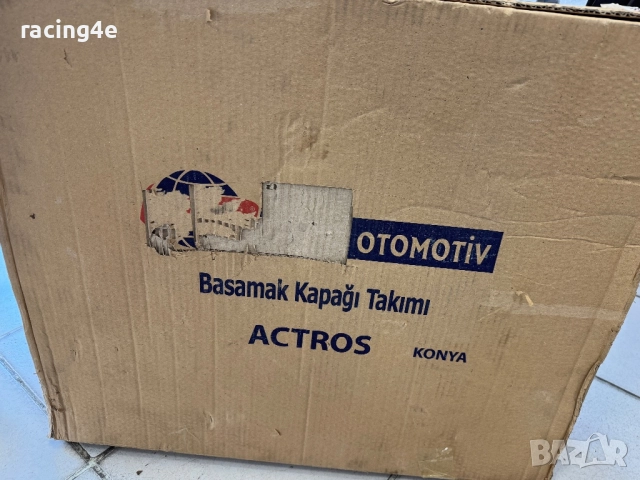 racing4e
OTOMOTİV
Basamak Kapağı Takımı
ACTROS KONYA
BAZAR